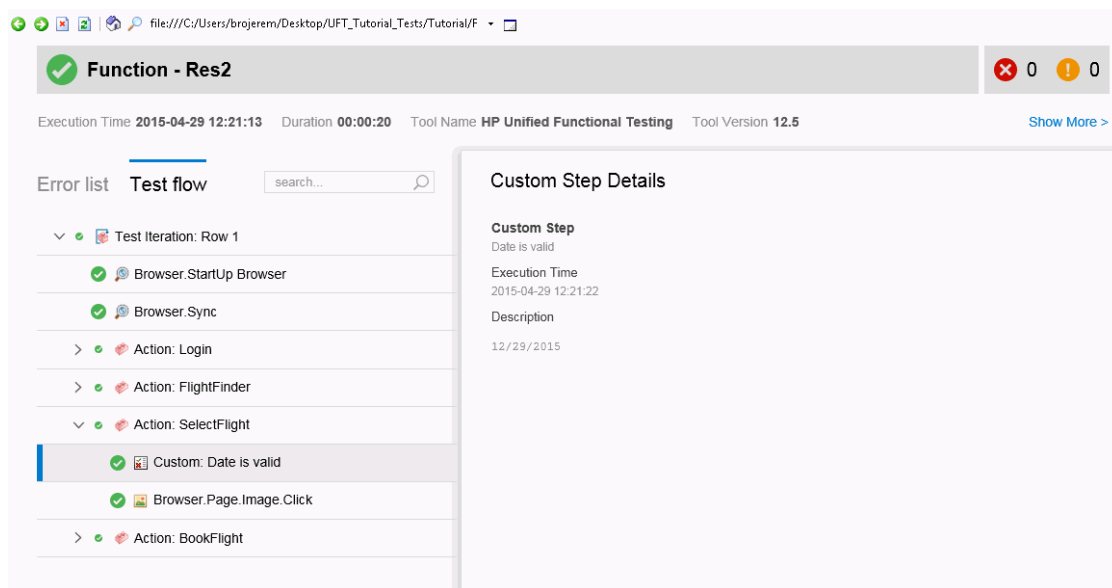 file:///C:/Users/brojerem/Desktop/UFT_Tutorial_Tests/Tutorial/F
Function - Res2
0 0
Execution Time 2015-04-29 12:21:13 Duration 00:00:20 Tool Name HP Unified Functional Testing Tool Version 12.5 Show More >
Error list Test flow search...
Test Iteration: Row 1
Browser.StartUp Browser
Browser.Sync
Action: Login
Action: FlightFinder
Action: SelectFlight
Custom: Date is valid
Browser.Page.Image.Click
Action: BookFlight
Custom Step Details
Custom Step
Date is valid
Execution Time
2015-04-29 12:21:22
Description
12/29/2015